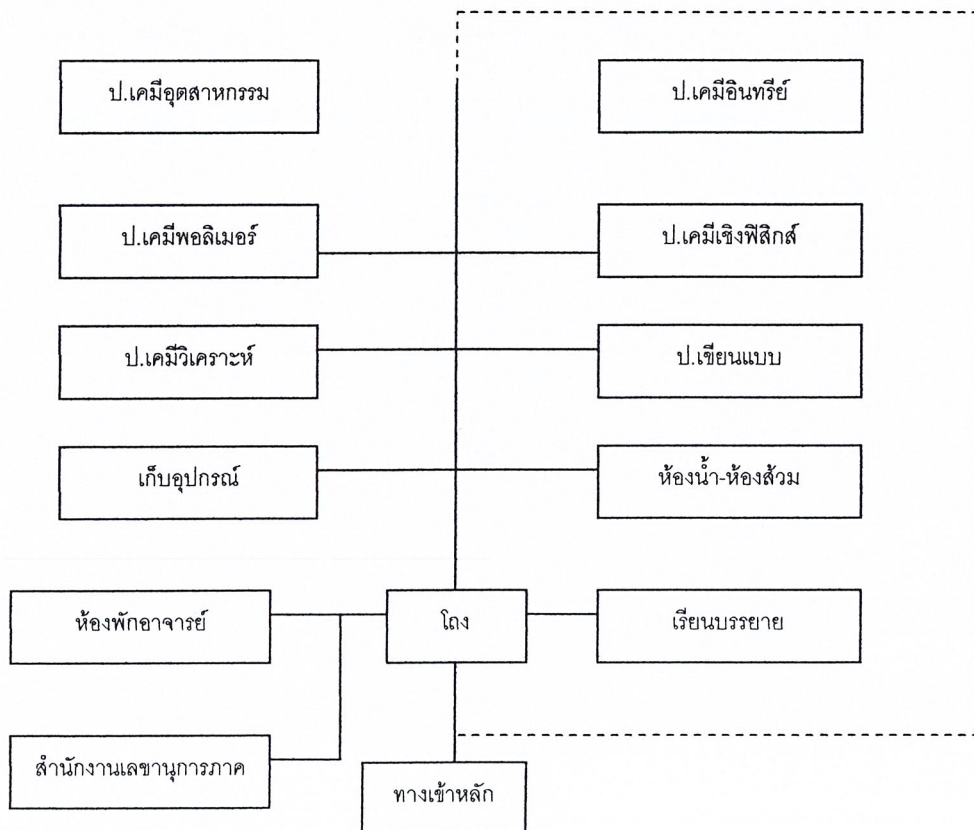 ป.เคมีอุตสาหกรรม
ป.เคมีอินทรีย์
ป.เคมีพอลิเมอร์
ป.เคมีเชิงฟิสิกส์
ป.เคมีวิเคราะห์
ป.เขียนแบบ
เก็บอุปกรณ์
ห้องน้ำ-ห้องส้วม
ห้องพักอาจารย์
โถง
เรียนบรรยาย
สำนักงานเลขานุการภาค
ทางเข้าหลัก